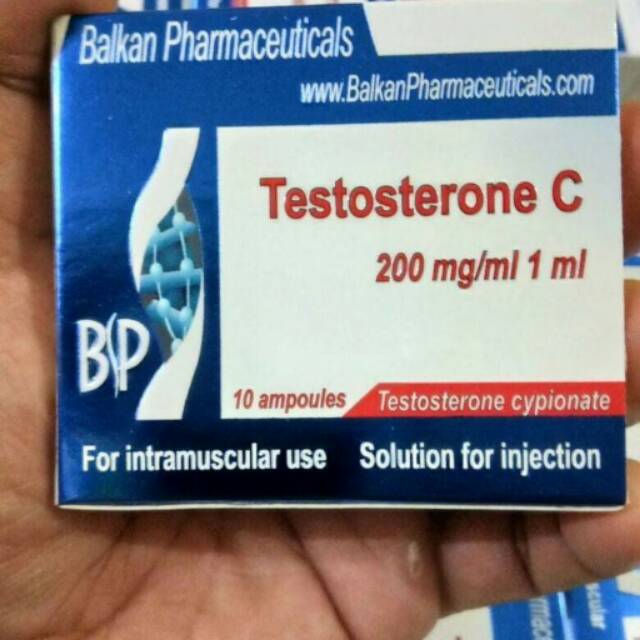 Balkan Pharmaceuticals
www.BalkanPharmaceuticals.com
Testosterone C
200 mg/ml 1 ml
BP
10 ampoules
Testosterone cypionate
For intramuscular use
Solution for injection